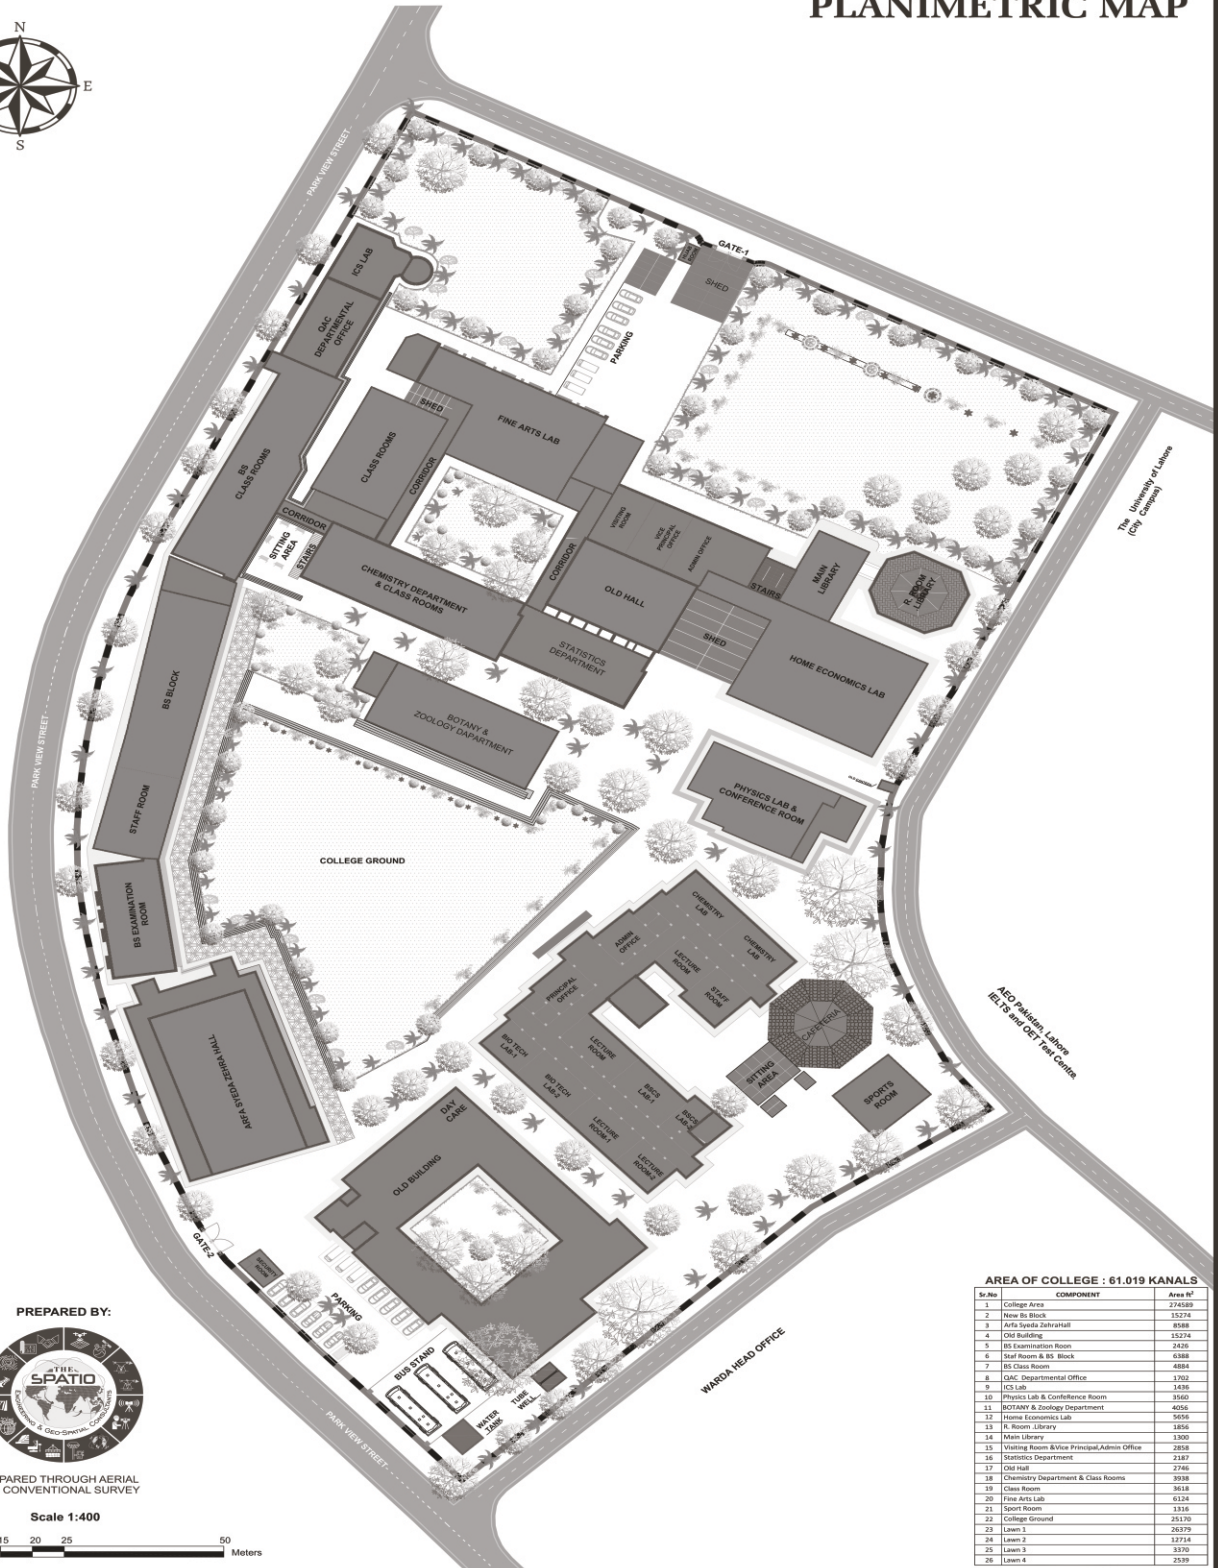 PLANIMETRIC MAP
N
E
S
PARK VIEW STREET
GATE-1
SHED
PARKING
ICS LAB
QAC
DEPARTMENTAL
OFFICE
SHED
FINE ARTS LAB
CLASS ROOMS
CORRIDOR
BS
CLASS ROOMS
CORRIDOR
SITTING
AREA
STAIRS
The University of Lahore
(City Campus)
VISITING
ROOM
VICE
PRINCIPAL
OFFICE
ADMIN OFFICE
CORRIDOR
CHEMISTRY DEPARTMENT
& CLASS ROOMS
OLD HALL
STAIRS
MAIN
LIBRARY
R. ROOM
LIBRARY
SHED
STATISTICS
DEPARTMENT
HOME ECONOMICS LAB
BS BLOCK
BOTANY &
ZOOLOGY DAPARTMENT
PARK VIEW STREET
STAFF ROOM
PHYSICS LAB &
CONFERENCE ROOM
COLLEGE GROUND
BS EXAMINATION
ROOM
CHEMISTRY
LAB
CHEMISTRY
LAB
ADMIN
OFFICE
LECTURE
ROOM
STAFF
ROOM
PRINCIPAL
OFFICE
CAFETERIA
AEO Pakistan, Lahore
IELTS and OET Test Centre
BIO TECH
LAB-1
LECTURE
ROOM
BIO TECH
LAB-2
BSCS
LAB-1
BSCS
LAB-2
SITTING
AREA
SPORTS
ROOM
ARFA SYEDA ZEHRA HALL
DAY
CARE
LECTURE
ROOM-1
LECTURE
ROOM-2
OLD BUILDING
GATE-2
SECURITY
ROOM
PARKING
BUS STAND
TUBE
WELL
WATER
TANK
WARDA HEAD OFFICE
PARK VIEW STREET
PREPARED BY:
THE
SPATIO
ENGINEERING & GEO-SPATIAL CONSULTANTS
PARED THROUGH AERIAL
CONVENTIONAL SURVEY
Scale 1:400
15 20 25 50
Meters
AREA OF COLLEGE : 61.019 KANALS
Sr.No COMPONENT Area ft²
1 College Area 274589
2 New Bs Block 15274
3 Arfa Syeda ZahraHall 8588
4 Old Building 15274
5 BS Examination Roon 2426
6 Staf Room & BS Block 6388
7 BS Class Room 4884
8 QAC Departmental Office 1702
9 ICS Lab 1436
10 Physics Lab & ConfeRence Room 3560
11 BOTANY & Zoology Department 4056
12 Home Economics Lab 5656
13 R. Room .Library 1856
14 Main Library 1300
15 Visiting Room &Vice Principal,Admin Office 2858
16 Statistics Department 2187
17 Old Hall 2746
18 Chemistry Department & Class Rooms 3938
19 Class Room 3618
20 Fine Arts Lab 6124
21 Sport Room 1316
22 College Ground 25170
23 Lawn 1 26379
24 Lawn 2 12714
25 Lawn 3 3370
26 Lawn 4 2539